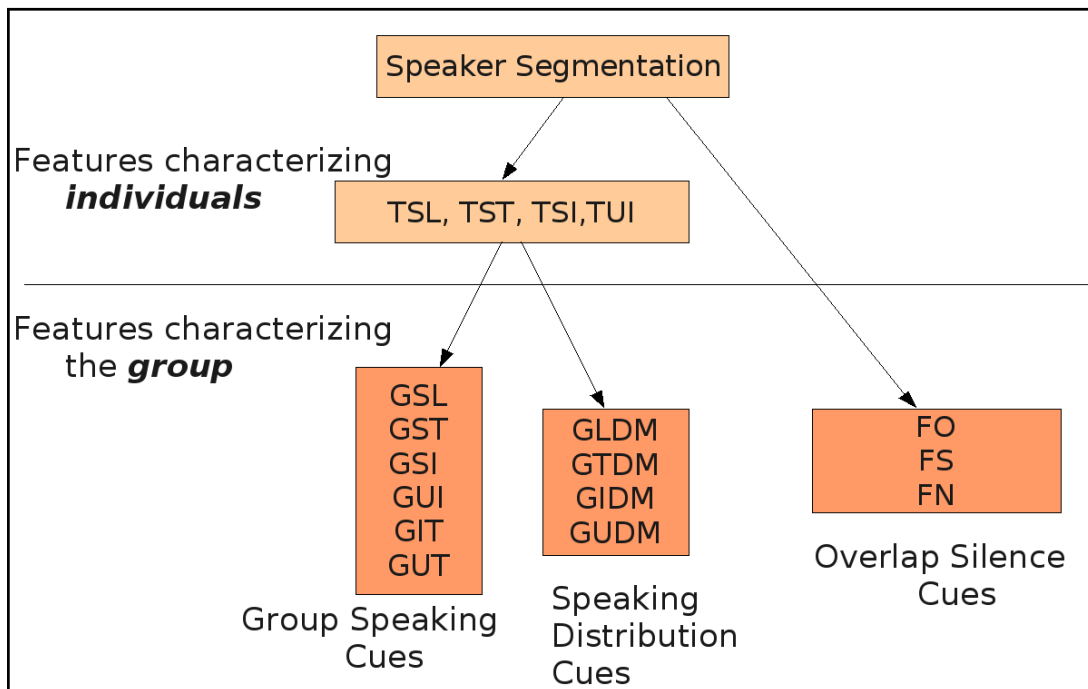 Speaker Segmentation
Features characterizing
individuals
TSL, TST, TSI,TUI
Features characterizing
the group
GSL
GST
GSI
GUI
GIT
GUT
Group Speaking
Cues
GLDM
GTDM
GIDM
GUDM
Speaking
Distribution
Cues
FO
FS
FN
Overlap Silence
Cues